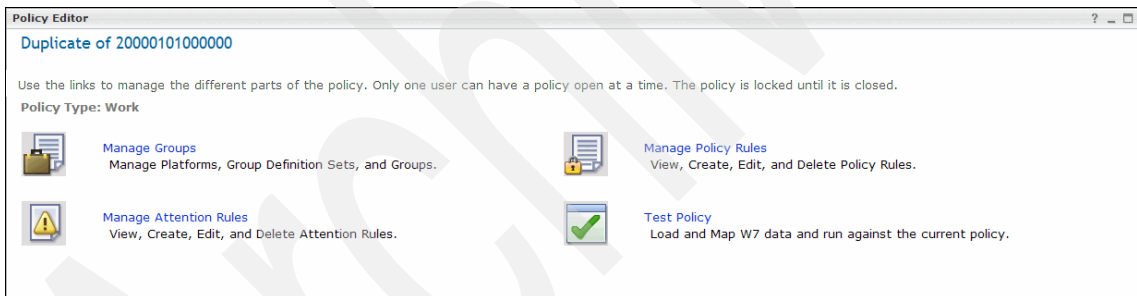 Policy Editor ?
Duplicate of 20000101000000
Use the links to manage the different parts of the policy. Only one user can have a policy open at a time. The policy is locked until it is closed.
Policy Type: Work
Manage Groups
Manage Platforms, Group Definition Sets, and Groups.
Manage Policy Rules
View, Create, Edit, and Delete Policy Rules.
Manage Attention Rules
View, Create, Edit, and Delete Attention Rules.
Test Policy
Load and Map W7 data and run against the current policy.